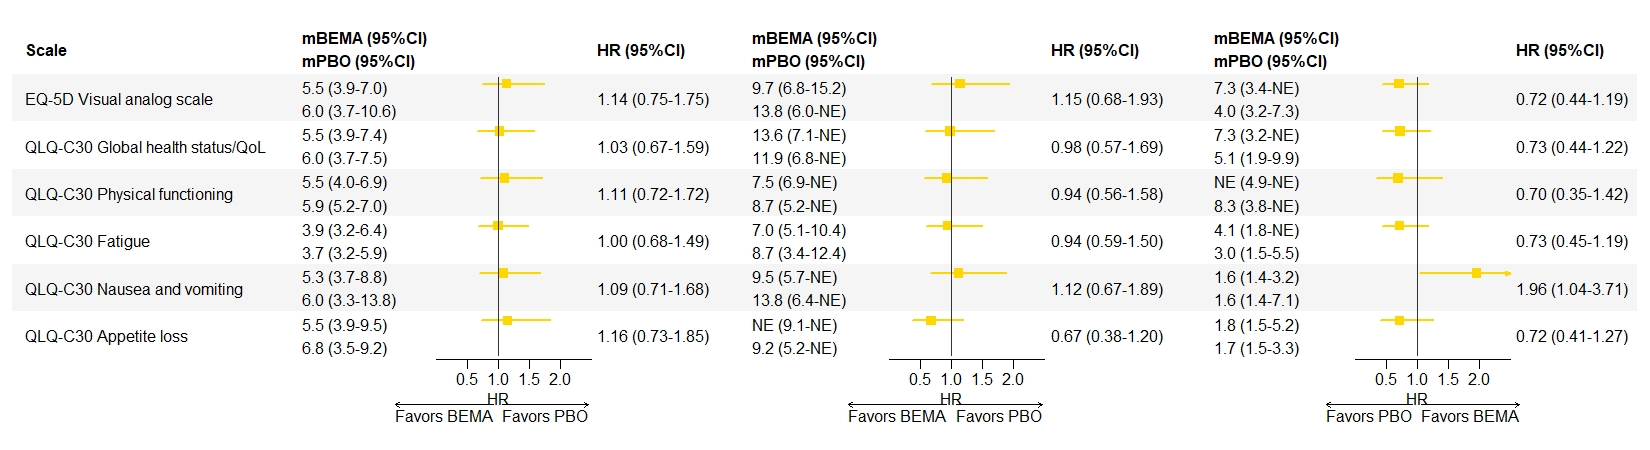 Scale
mBEMA (95%CI)
mPBO (95%CI)
HR (95%CI)
mBEMA (95%CI)
mPBO (95%CI)
HR (95%CI)
mBEMA (95%CI)
mPBO (95%CI)
HR (95%CI)
EQ-5D Visual analog scale
5.5 (3.9-7.0)
6.0 (3.7-10.6)
1.14 (0.75-1.75)
9.7 (6.8-15.2)
13.8 (6.0-NE)
1.15 (0.68-1.93)
7.3 (3.4-NE)
4.0 (3.2-7.3)
0.72 (0.44-1.19)
QLQ-C30 Global health status/QoL
5.5 (3.9-7.4)
6.0 (3.7-7.5)
1.03 (0.67-1.59)
13.6 (7.1-NE)
11.9 (6.8-NE)
0.98 (0.57-1.69)
7.3 (3.2-NE)
5.1 (1.9-9.9)
0.73 (0.44-1.22)
QLQ-C30 Physical functioning
5.5 (4.0-6.9)
5.9 (5.2-7.0)
1.11 (0.72-1.72)
7.5 (6.9-NE)
8.7 (5.2-NE)
0.94 (0.56-1.58)
NE (4.9-NE)
8.3 (3.8-NE)
0.70 (0.35-1.42)
QLQ-C30 Fatigue
3.9 (3.2-6.4)
3.7 (3.2-5.9)
1.00 (0.68-1.49)
7.0 (5.1-10.4)
8.7 (3.4-12.4)
0.94 (0.59-1.50)
4.1 (1.8-NE)
3.0 (1.5-5.5)
0.73 (0.45-1.19)
QLQ-C30 Nausea and vomiting
5.3 (3.7-8.8)
6.0 (3.3-13.8)
1.09 (0.71-1.68)
9.5 (5.7-NE)
13.8 (6.4-NE)
1.12 (0.67-1.89)
1.6 (1.4-3.2)
1.6 (1.4-7.1)
1.96 (1.04-3.71)
QLQ-C30 Appetite loss
5.5 (3.9-9.5)
6.8 (3.5-9.2)
1.16 (0.73-1.85)
NE (9.1-NE)
9.2 (5.2-NE)
0.67 (0.38-1.20)
1.8 (1.5-5.2)
1.7 (1.5-3.3)
0.72 (0.41-1.27)
0.5 1.0 1.5 2.0
HR
Favors BEMA Favors PBO
0.5 1.0 1.5 2.0
HR
Favors BEMA Favors PBO
0.5 1.0 1.5 2.0
HR
Favors PBO Favors BEMA